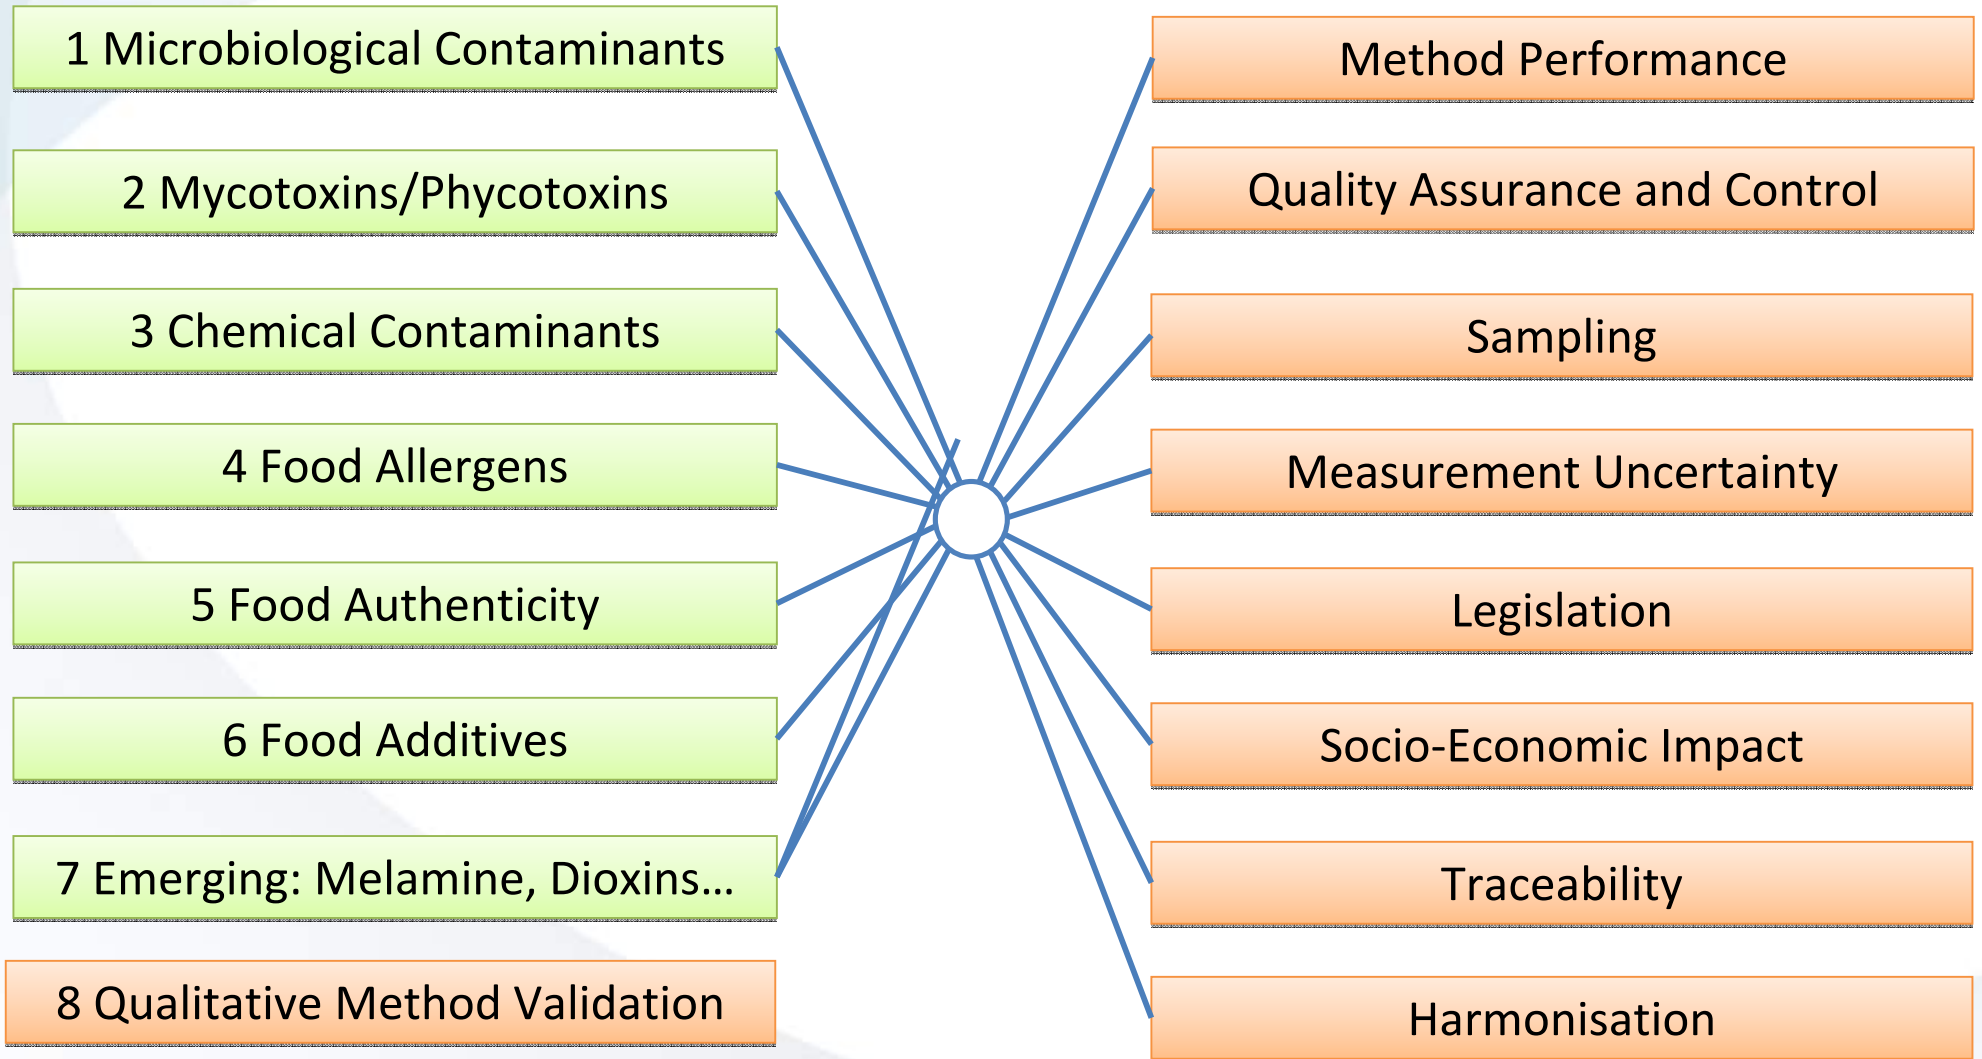 1 Microbiological Contaminants
2 Mycotoxins/Phycotoxins
3 Chemical Contaminants
4 Food Allergens
5 Food Authenticity
6 Food Additives
7 Emerging: Melamine, Dioxins…
8 Qualitative Method Validation
Method Performance
Quality Assurance and Control
Sampling
Measurement Uncertainty
Legislation
Socio-Economic Impact
Traceability
Harmonisation